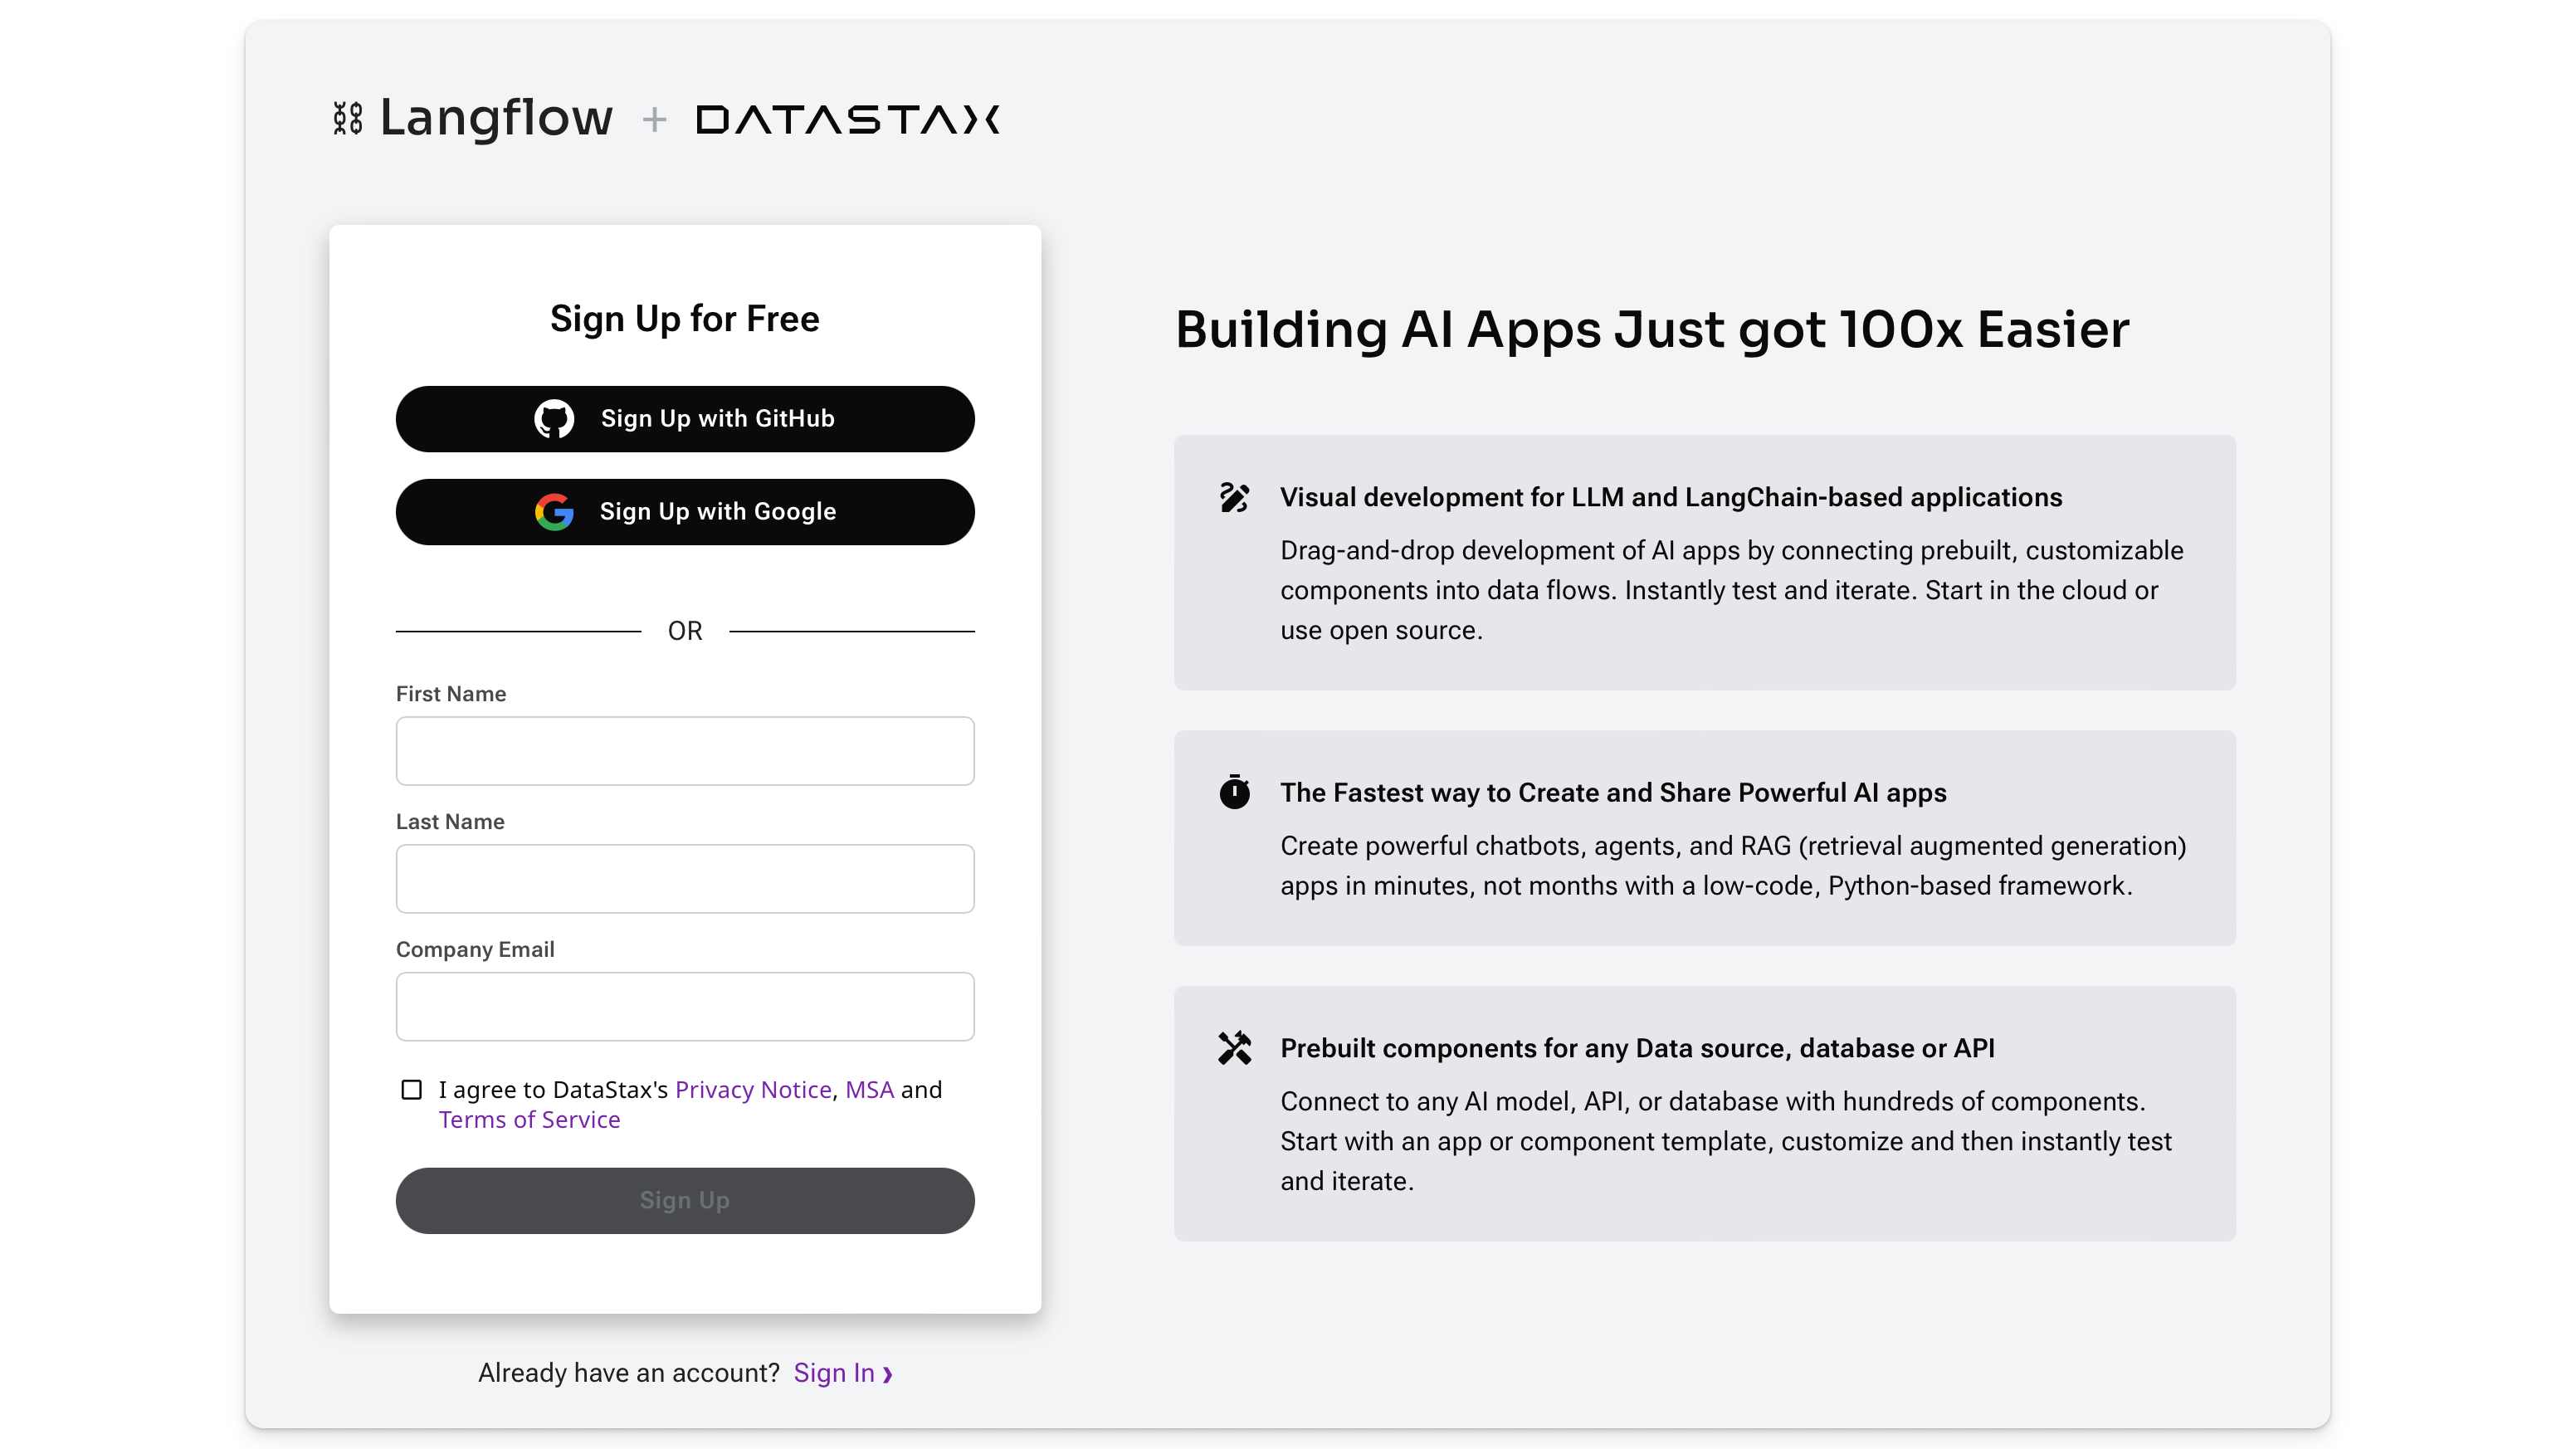 Langflow + DATASTAX
Sign Up for Free
Sign Up with GitHub
Sign Up with Google
OR
First Name
Last Name
Company Email
I agree to DataStax's Privacy Notice, MSA and
Terms of Service
Sign Up
Already have an account? Sign In ❯
Building AI Apps Just got 100x Easier
Visual development for LLM and LangChain-based applications
Drag-and-drop development of AI apps by connecting prebuilt, customizable
components into data flows. Instantly test and iterate. Start in the cloud or
use open source.
The Fastest way to Create and Share Powerful AI apps
Create powerful chatbots, agents, and RAG (retrieval augmented generation)
apps in minutes, not months with a low-code, Python-based framework.
Prebuilt components for any Data source, database or API
Connect to any AI model, API, or database with hundreds of components.
Start with an app or component template, customize and then instantly test
and iterate.